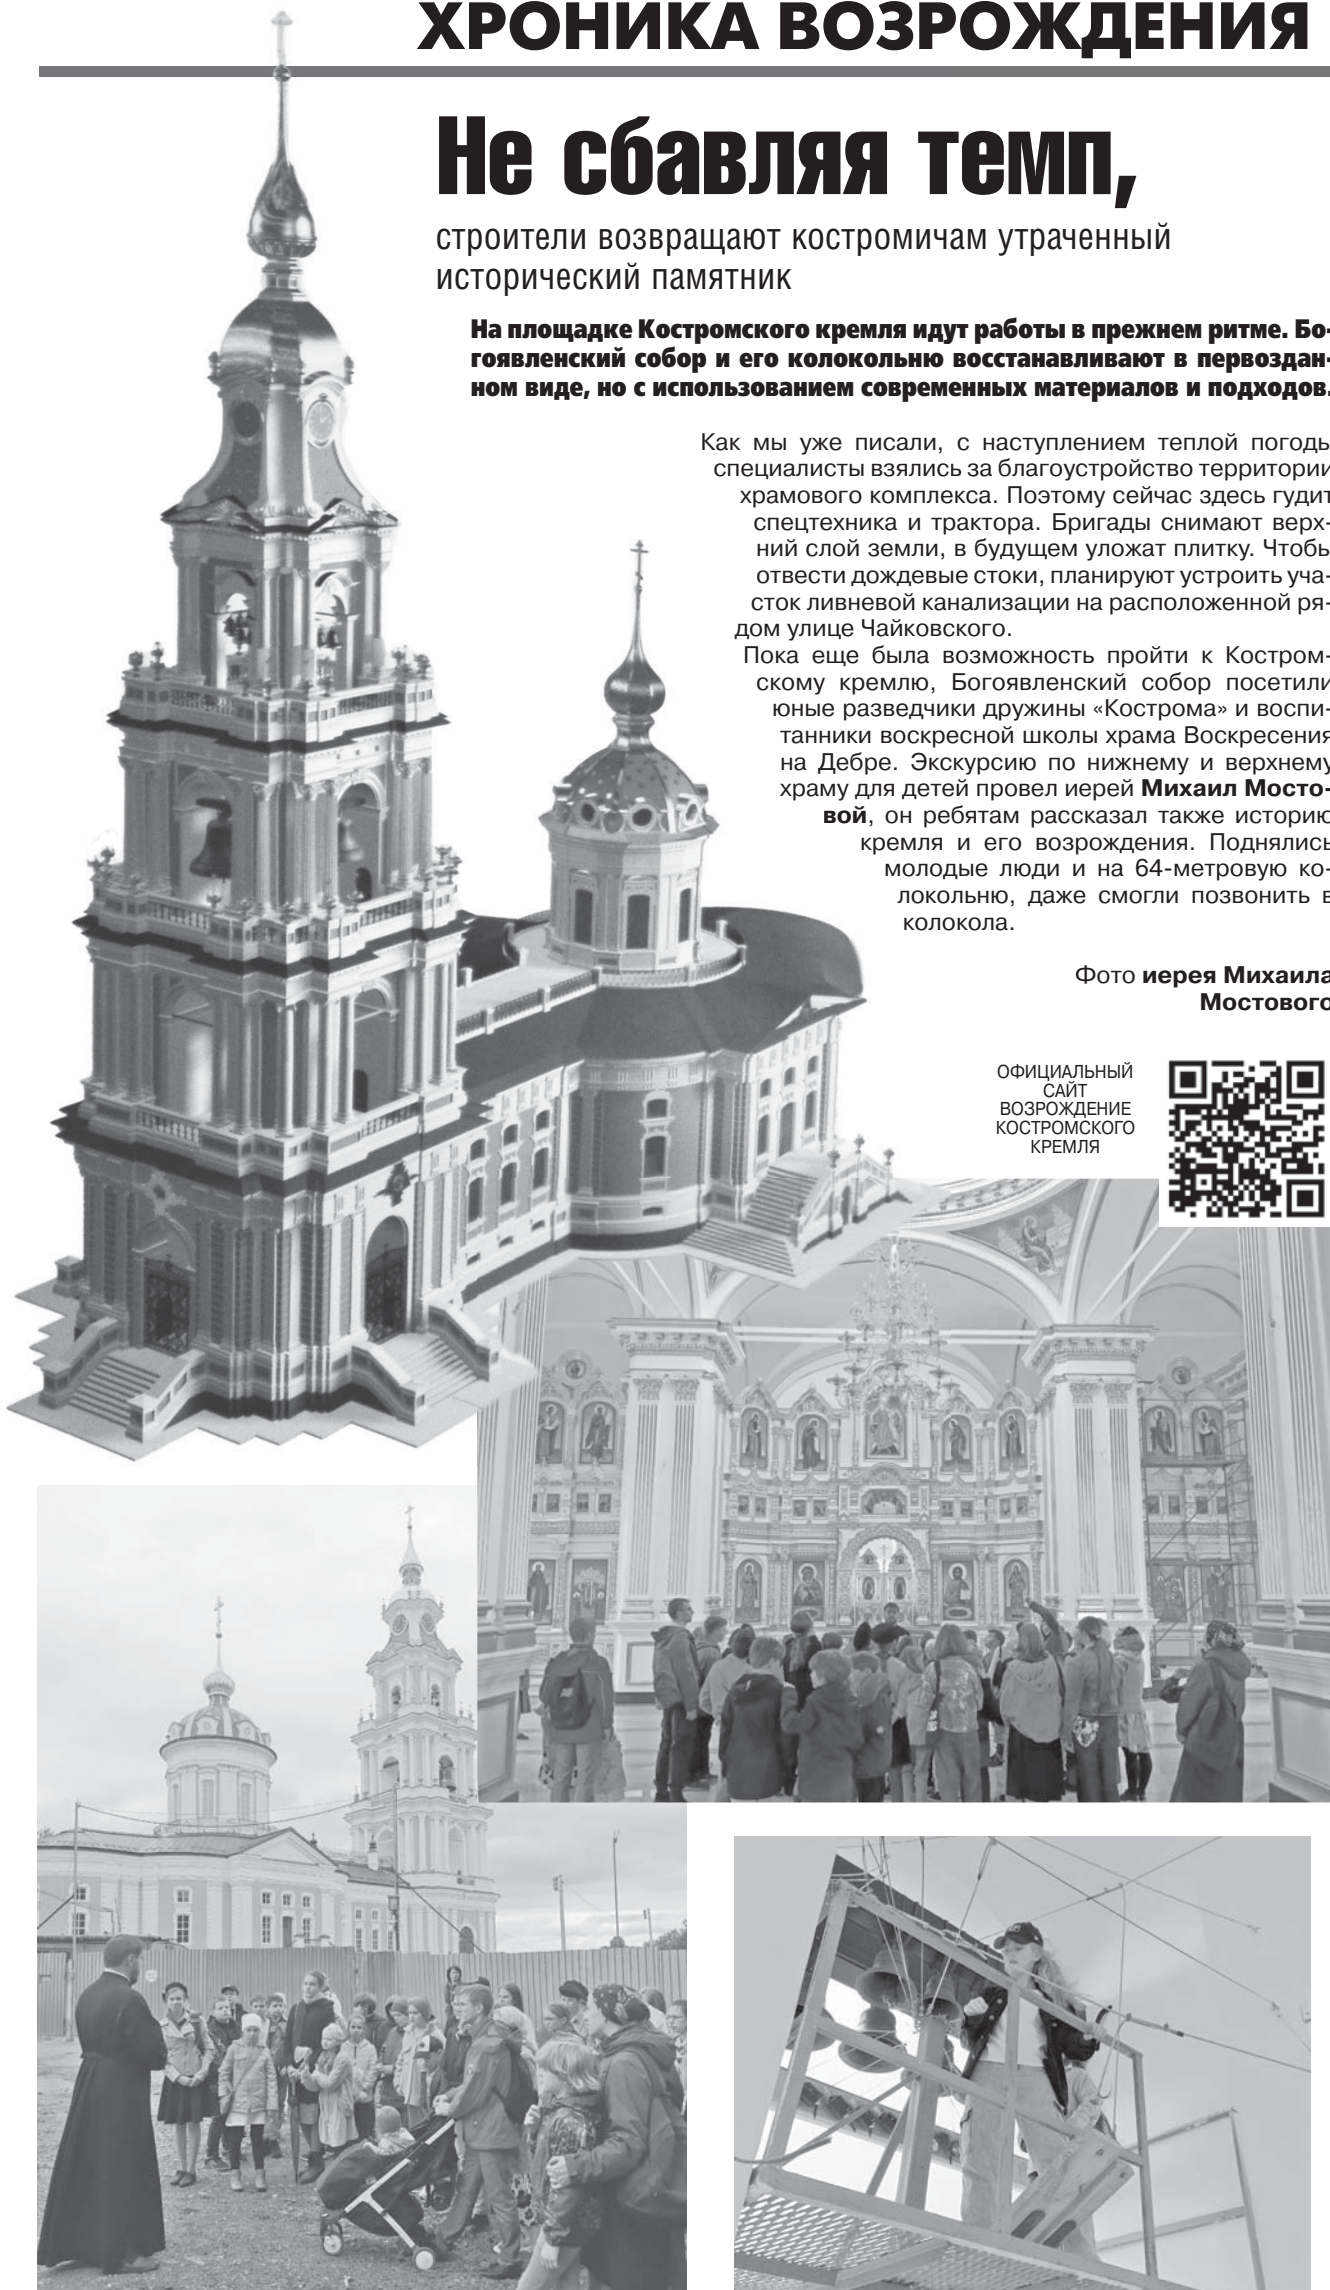 ХРОНИКА ВОЗРОЖДЕНИЯ
Не сбавляя темп,
строители возвращают костромичам утраченный
исторический памятник
На площадке Костромского кремля идут работы в прежнем ритме. Бо-
гоявленский собор и его колокольню восстанавливают в первоздан-
ном виде, но с использованием современных материалов и подходов.
Как мы уже писали, с наступлением теплой погоды
специалисты взялись за благоустройство территории
храмового комплекса. Поэтому сейчас здесь гудит
спецтехника и трактора. Бригады снимают верх-
ний слой земли, в будущем уложат плитку. Чтобы
отвести дождевые стоки, планируют устроить уча-
сток ливневой канализации на расположенной ря-
дом улице Чайковского.
Пока еще была возможность пройти к Костром-
скому кремлю, Богоявленский собор посетили
юные разведчики дружины «Кострома» и воспи-
танники воскресной школы храма Воскресения
на Дебре. Экскурсию по нижнему и верхнему
храму для детей провел иерей Михаил Мосто-
вой, он ребятам рассказал также историю
кремля и его возрождения. Поднялись
молодые люди и на 64-метровую ко-
локольню, даже смогли позвонить в
колокола.
Фото иерея Михаила
Мостового
ОФИЦИАЛЬНЫЙ
САЙТ
ВОЗРОЖДЕНИЕ
КОСТРОМСКОГО
КРЕМЛЯ